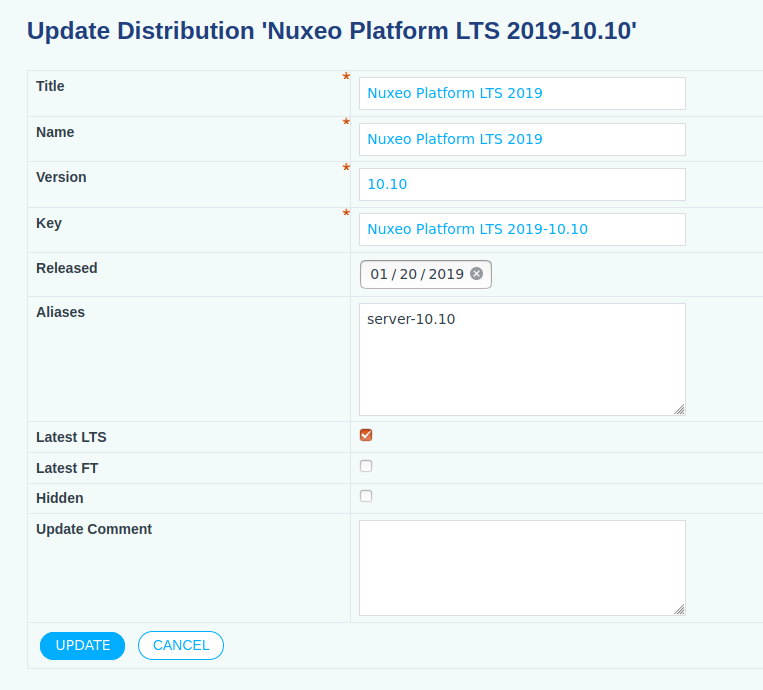 Update Distribution 'Nuxeo Platform LTS 2019-10.10'
Title * Nuxeo Platform LTS 2019
Name * Nuxeo Platform LTS 2019
Version * 10.10
Key * Nuxeo Platform LTS 2019-10.10
Released 01 / 20 / 2019
Aliases server-10.10
Latest LTS
Latest FT
Hidden
Update Comment
UPDATE CANCEL